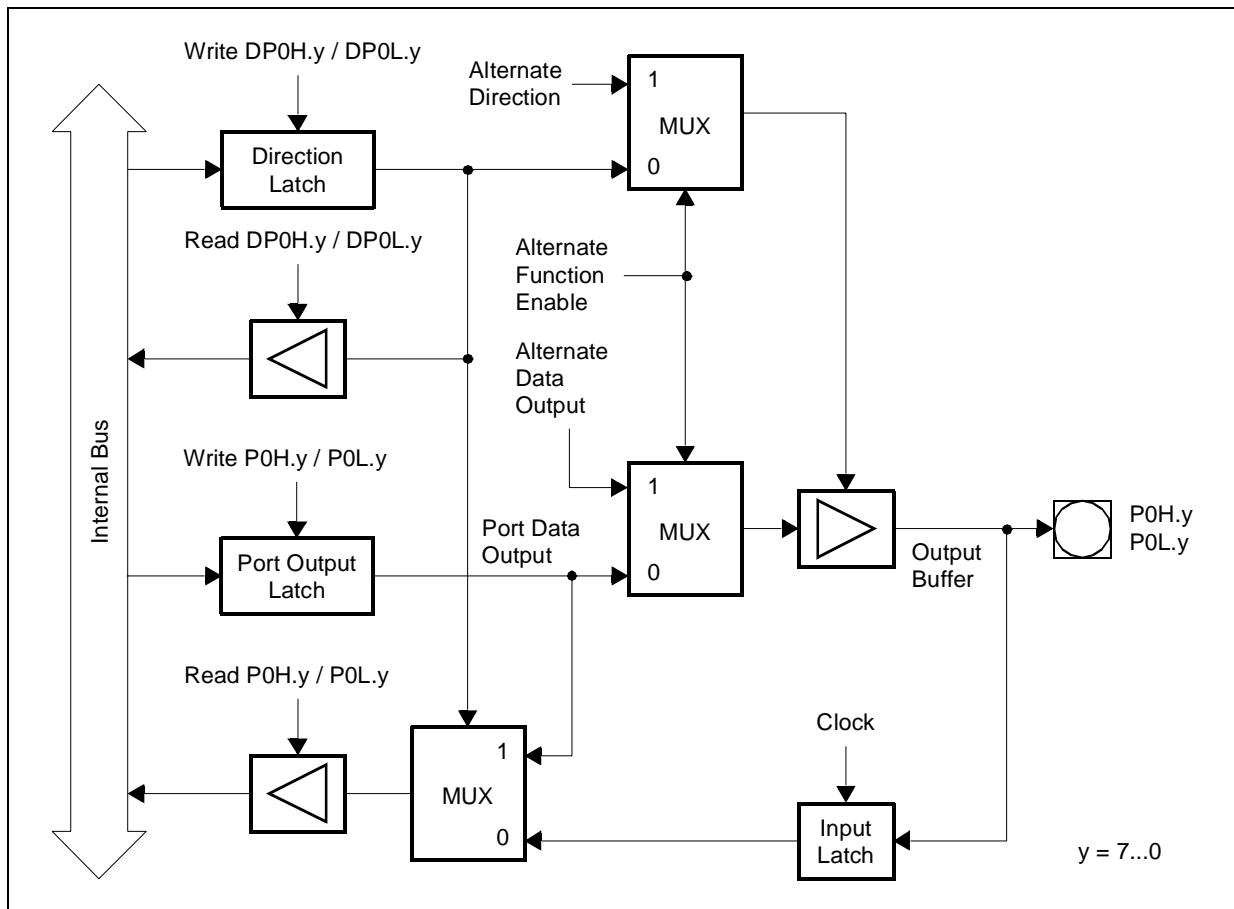 Write DP0H.y / DP0L.y
Alternate
Direction
1
MUX
0
Direction
Latch
Read DP0H.y / DP0L.y
Alternate
Function
Enable
Alternate
Data
Output
Internal Bus
Write P0H.y / P0L.y
1
MUX
0
Port Data
Output
Port Output
Latch
Output
Buffer
P0H.y
P0L.y
Read P0H.y / P0L.y
1
MUX
0
Clock
Input
Latch
y = 7...0